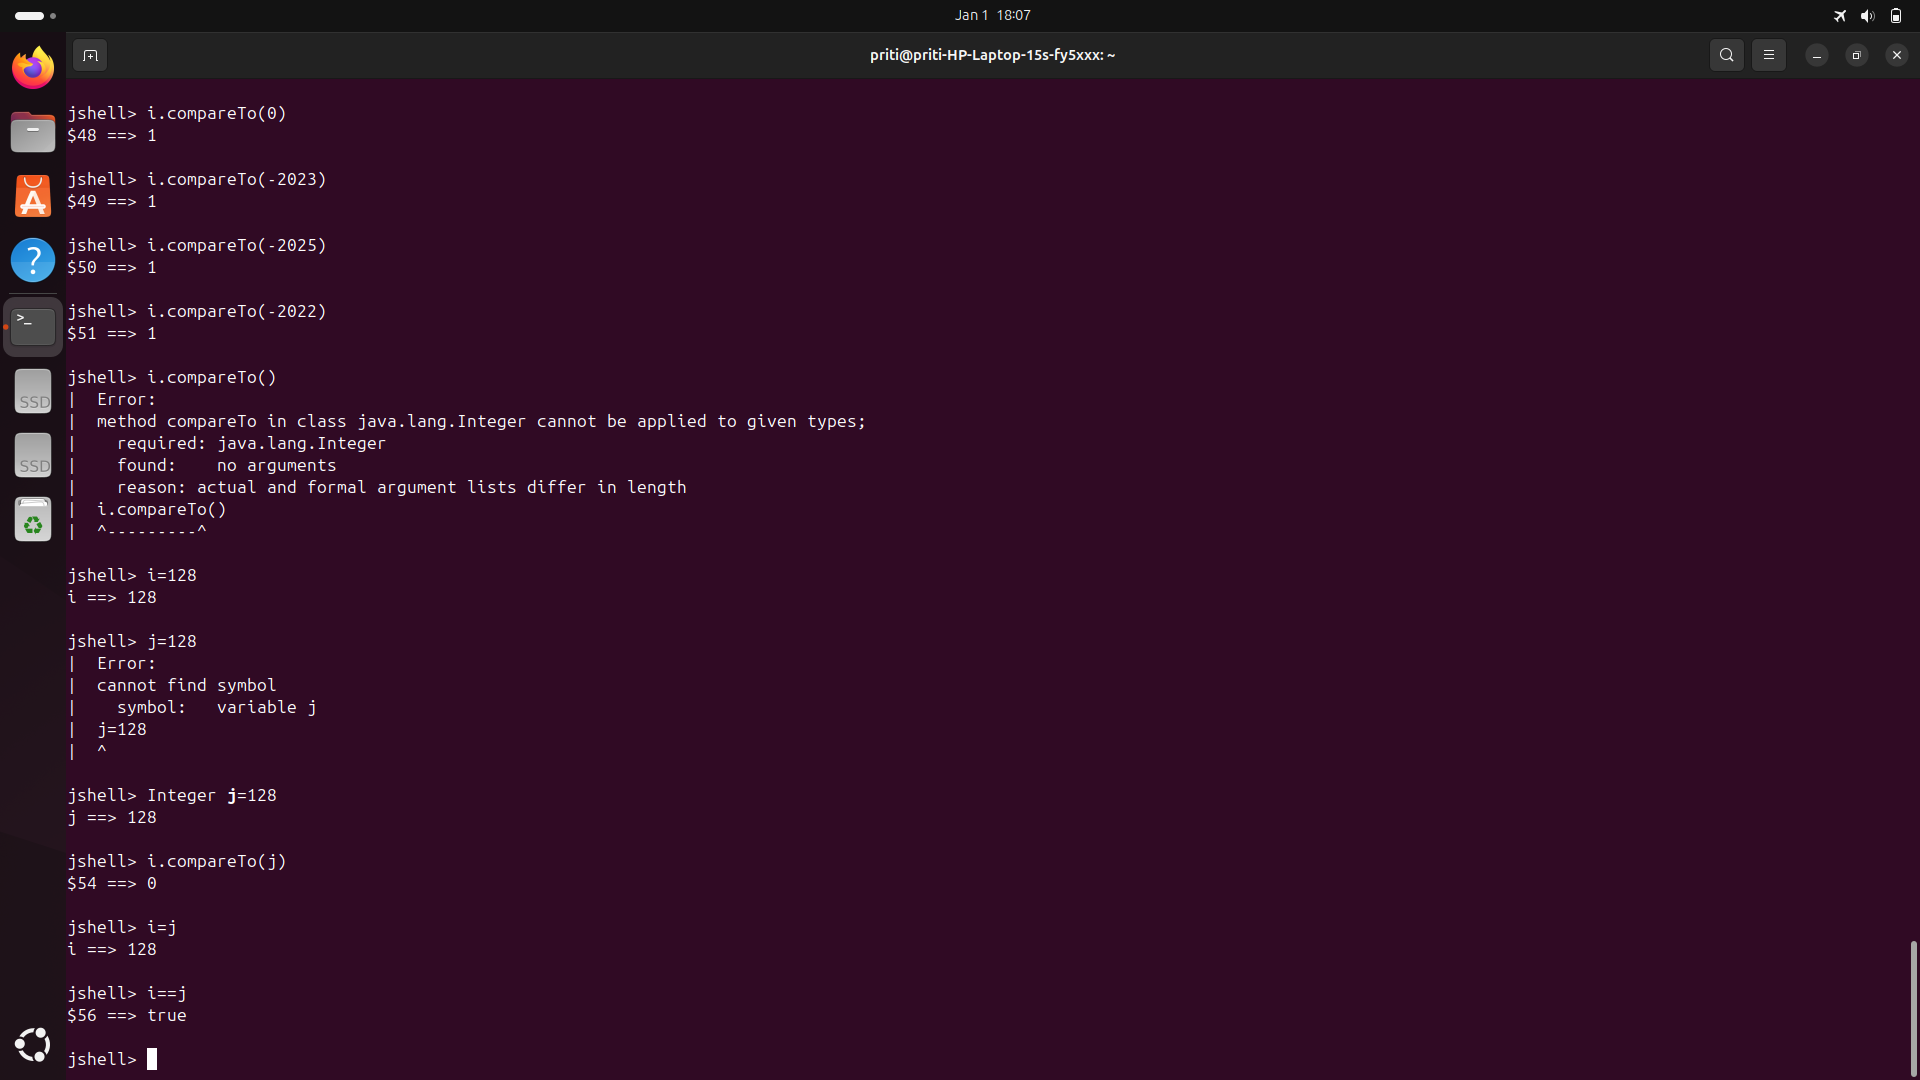 Jan 1 18:07
priti@priti-HP-Laptop-15s-fy5xxx: ~
jshell> i.compareTo(0)
$48 ==> 1
jshell> i.compareTo(-2023)
$49 ==> 1
jshell> i.compareTo(-2025)
$50 ==> 1
jshell> i.compareTo(-2022)
$51 ==> 1
jshell> i.compareTo()
|  Error:
|  method compareTo in class java.lang.Integer cannot be applied to given types;
|    required: java.lang.Integer
|    found:    no arguments
|    reason: actual and formal argument lists differ in length
|  i.compareTo()
|  ^---------^
jshell> i=128
i ==> 128
jshell> j=128
|  Error:
|  cannot find symbol
|    symbol:   variable j
|  j=128
|  ^
jshell> Integer j=128
j ==> 128
jshell> i.compareTo(j)
$54 ==> 0
jshell> i=j
i ==> 128
jshell> i==j
$56 ==> true
jshell>
A
?
>_
SSD
SSD